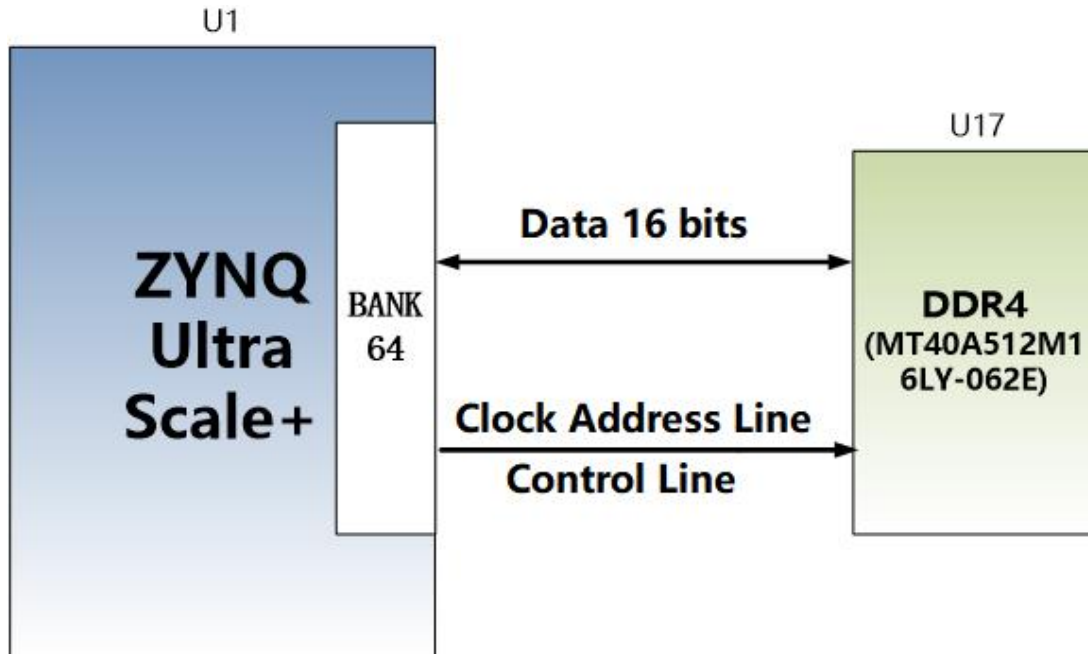 U1
U17
ZYNQ
Ultra
Scale+
BANK
64
Data 16 bits
Clock Address Line
Control Line
DDR4
(MT40A512M1
6LY-062E)